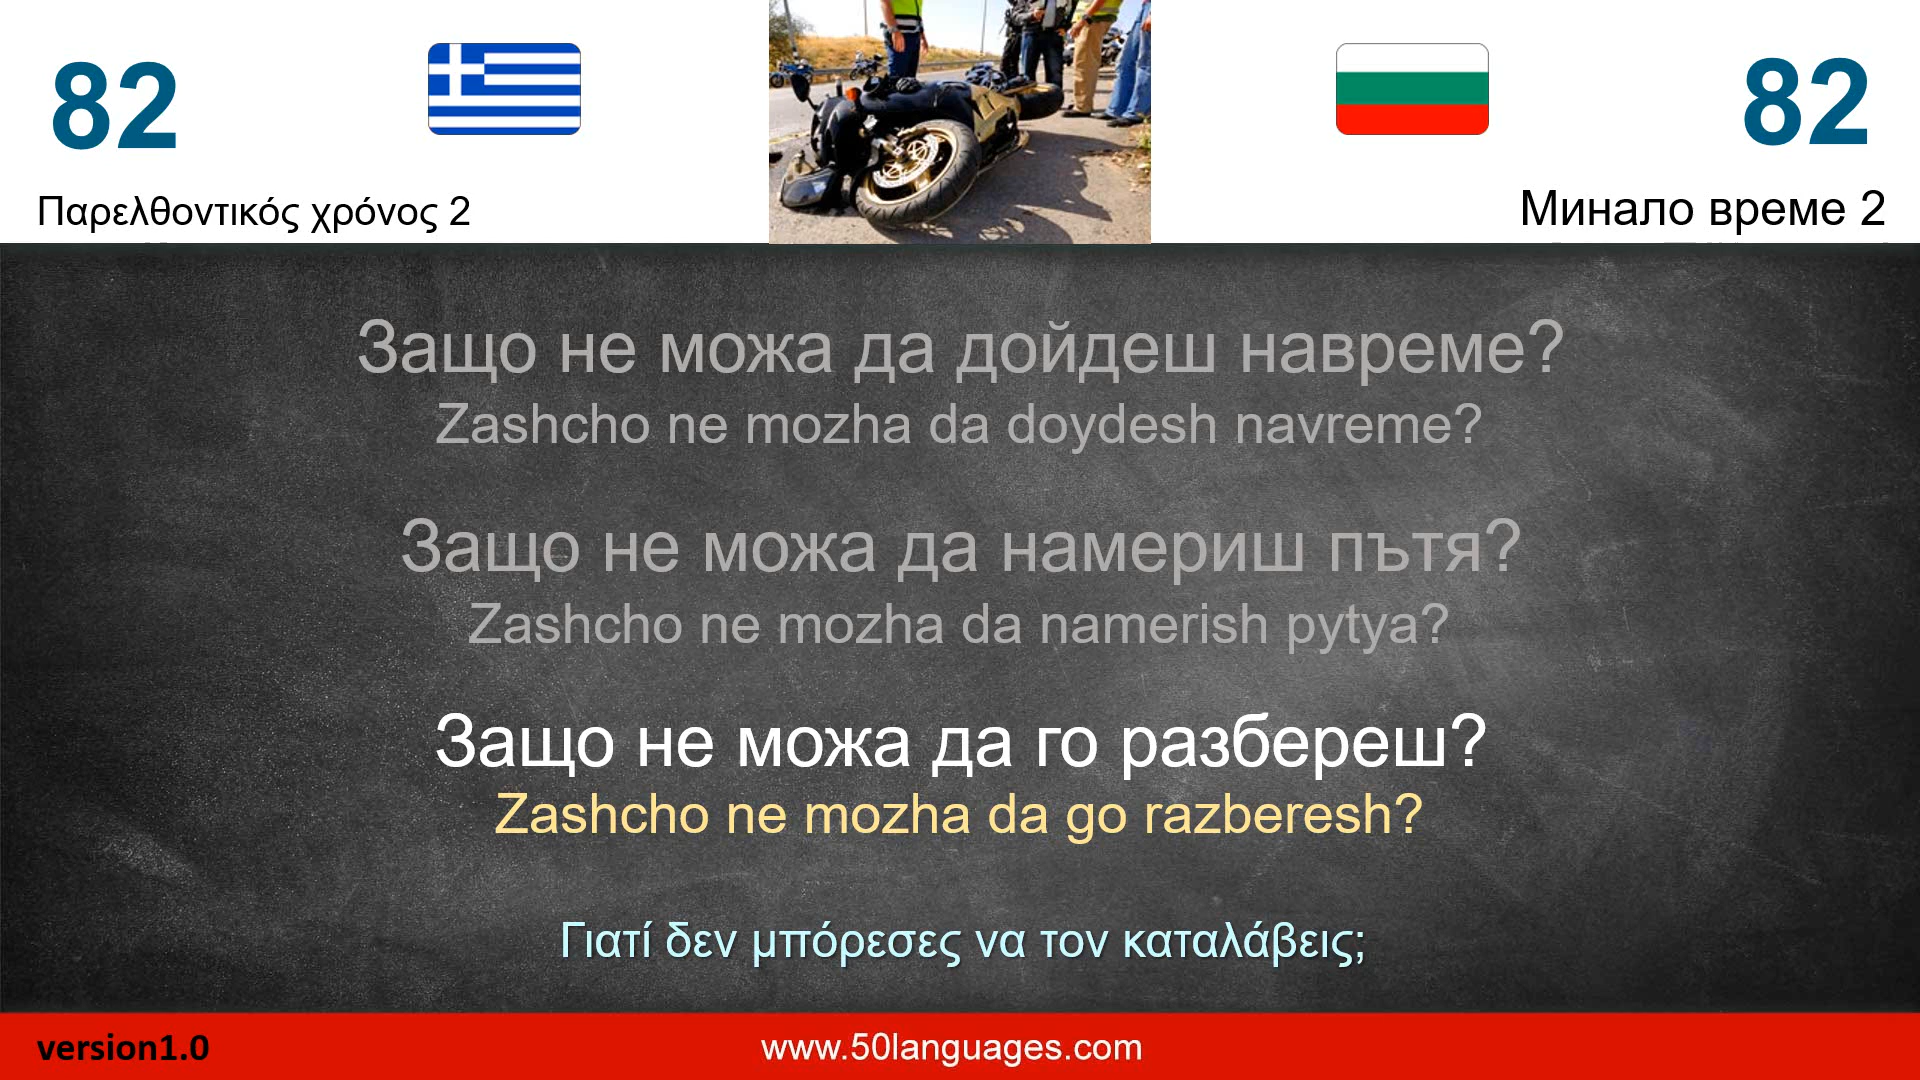 82
82
Παρελθοντικός χρόνος 2
Минало време 2
Защо не можа да дойдеш навреме?
Zashcho ne mozha da doydesh navreme?
Защо не можа да намериш пътя?
Zashcho ne mozha da namerish pytya?
Защо не можа да го разбереш?
Zashcho ne mozha da go razberesh?
Γιατί δεν μπόρεσες να τον καταλάβεις;
version1.0
www.50languages.com